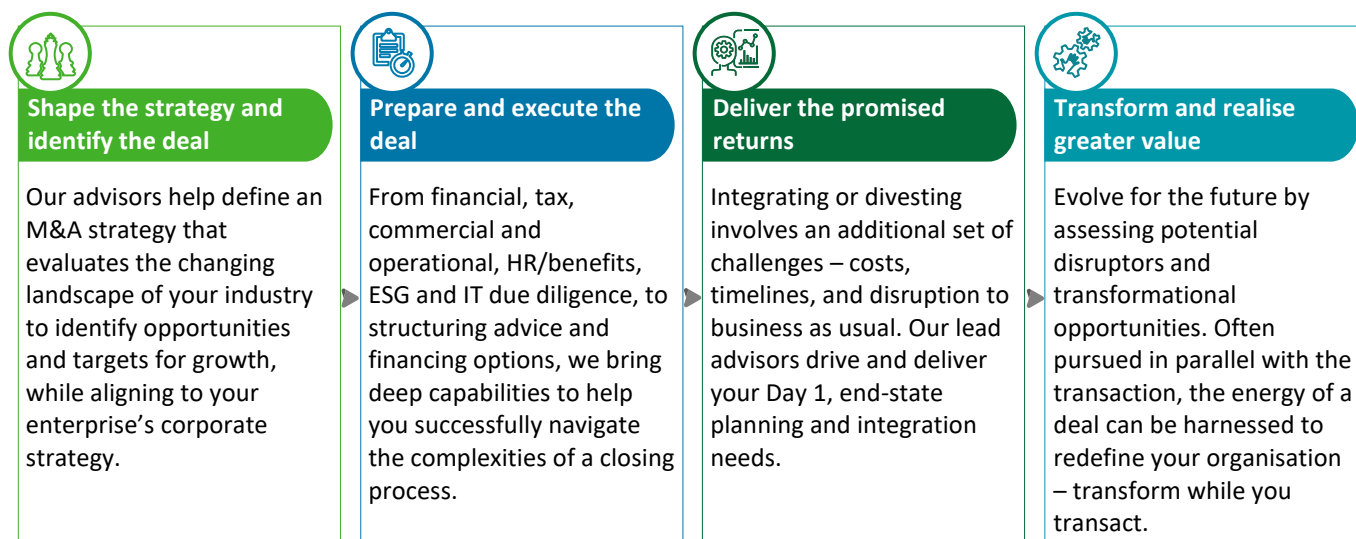 Shape the strategy and
identify the deal
Our advisors help define an
M&A strategy that
evaluates the changing
landscape of your industry
to identify opportunities
and targets for growth,
while aligning to your
enterprise’s corporate
strategy.
Prepare and execute the
deal
From financial, tax,
commercial and
operational, HR/benefits,
ESG and IT due diligence, to
structuring advice and
financing options, we bring
deep capabilities to help
you successfully navigate
the complexities of a closing
process.
Deliver the promised
returns
Integrating or divesting
involves an additional set of
challenges – costs,
timelines, and disruption to
business as usual. Our lead
advisors drive and deliver
your Day 1, end-state
planning and integration
needs.
Transform and realise
greater value
Evolve for the future by
assessing potential
disruptors and
transformational
opportunities. Often
pursued in parallel with the
transaction, the energy of a
deal can be harnessed to
redefine your organisation
– transform while you
transact.